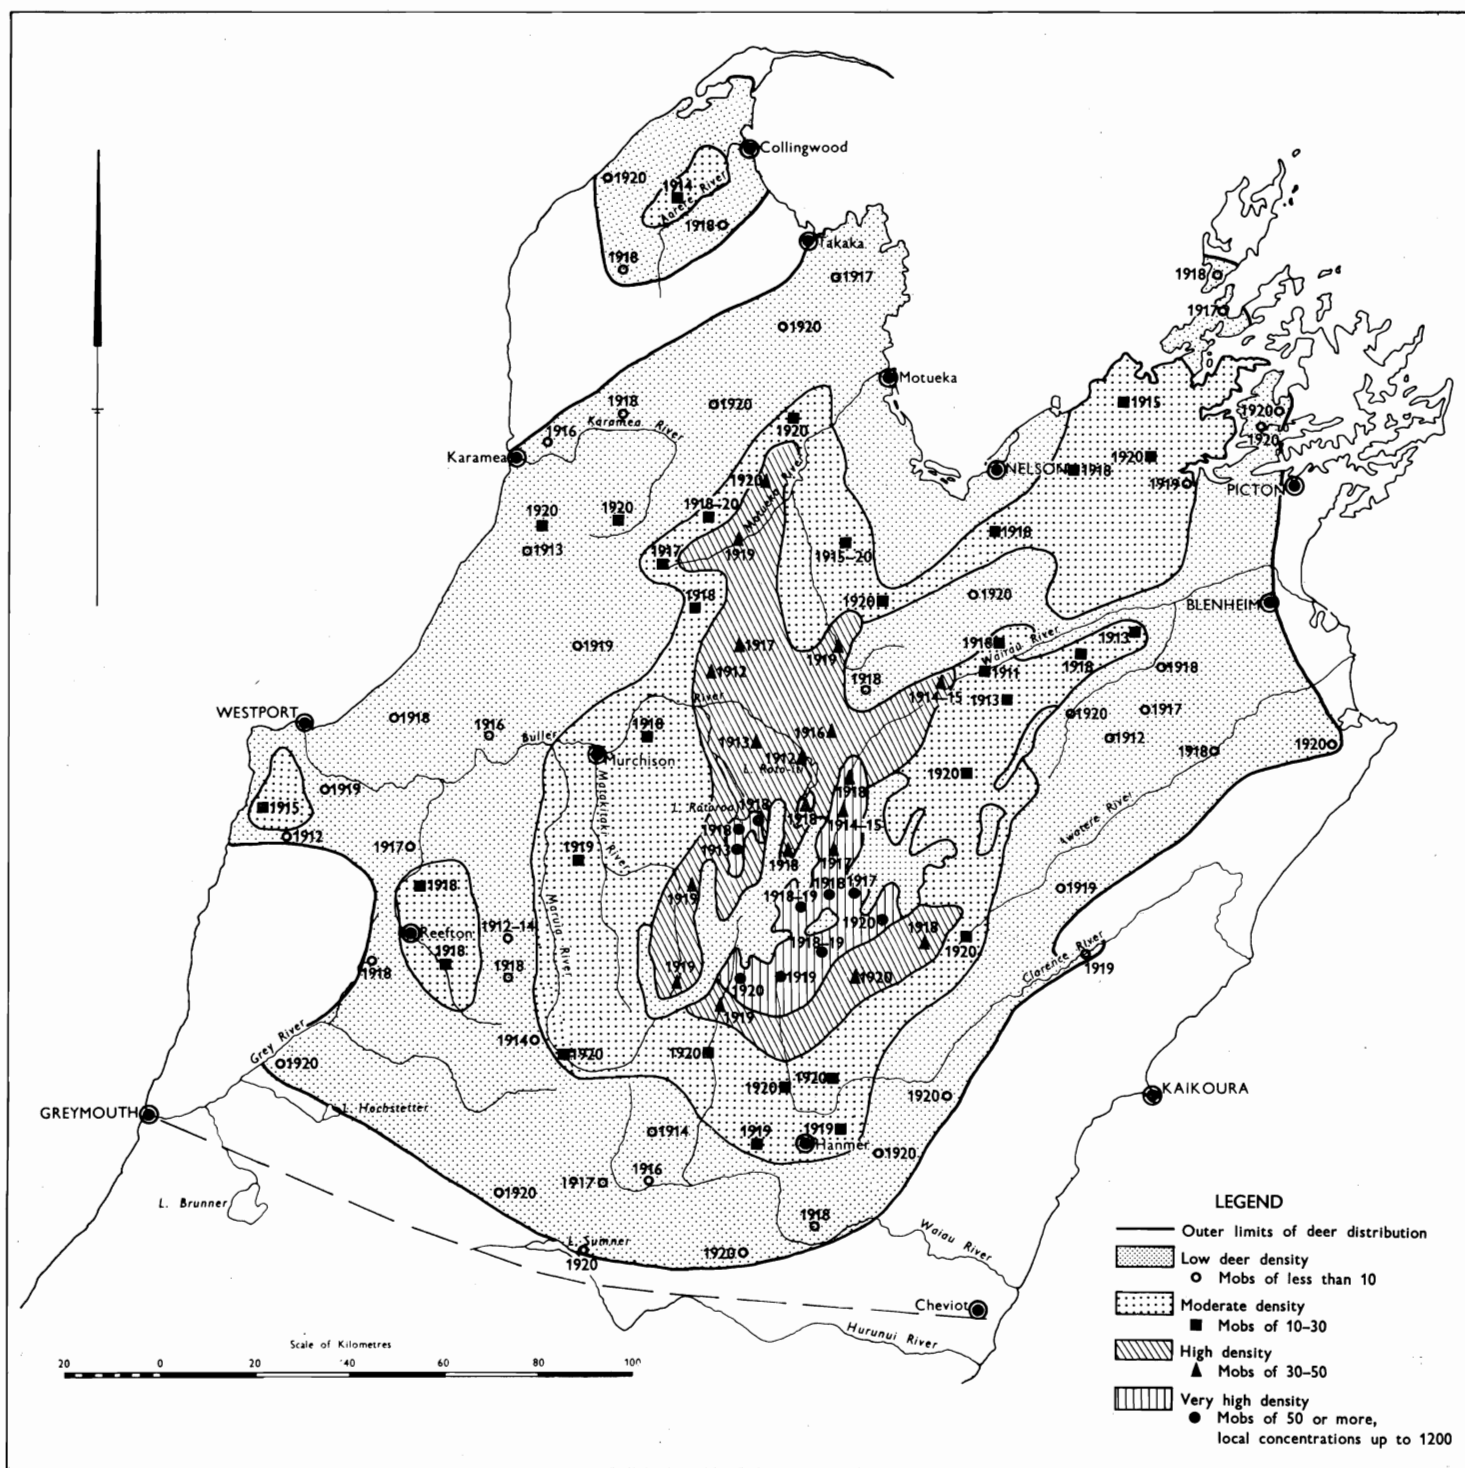 Collingwood
1920
1914
Aorere River
1918
1918
Takaka
1917
1918
1917
1920
Motueka
1918
1920
1915
1916
Karamea River
1920
1920
1920
Karamea
NELSON
1918
1920
1920
1919
PICTON
1920
Motueka River
1918–20
1920
1920
1913
1919
1915–20
1918
1917
1918
1920
1920
BLENHEIM
1919
1917
1919
1918
Wairau River
1913
1918
1918
1912
1918
1911
1914–15
1913
WESTPORT
1918
1916
Buller
River
1918
1920
1917
1912
1918
1920
Murchison
1913
1916
1912
L. Roto-iti
1918
1920
1919
1915
1912
Matakitaki River
L. Rotoroa
1918
1918
1913
1918
1914–15
Awatere River
1917
1919
1918
1917
1918
1919
1918–19
1918
1917
1920
1919
Reefton
1918
1912–14
1918
1918
Maruia River
1918–19
1918
1920
Clarence River
1919
1919
1920
1919
1920
1919
Grey River
1920
1914
1920
1920
1920
1920
1920
KAIKOURA
GREYMOUTH
L. Hochstetter
1914
1919
1919
Hanmer
1920
L. Brunner
1920
1917
1916
1918
Waiau River
L. Sumner
1920
1920
Cheviot
Hurunui River
LEGEND
Outer limits of deer distribution
Low deer density
Mobs of less than 10
Moderate density
Mobs of 10–30
High density
Mobs of 30–50
Very high density
Mobs of 50 or more,
local concentrations up to 1200
Scale of Kilometres
20 0 20 40 60 80 100